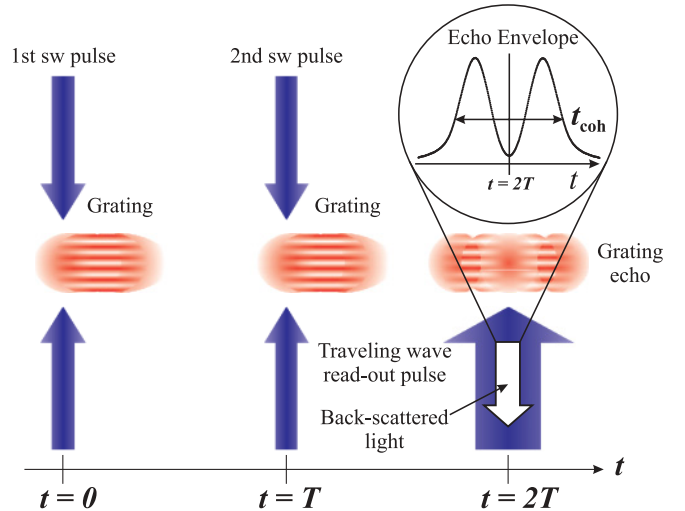 1st sw pulse
2nd sw pulse
Echo Envelope
t coh
t = 2T
t
Grating
Grating
Grating
echo
Traveling wave
read-out pulse
Back-scattered
light
t
t = 0
t = T
t = 2T